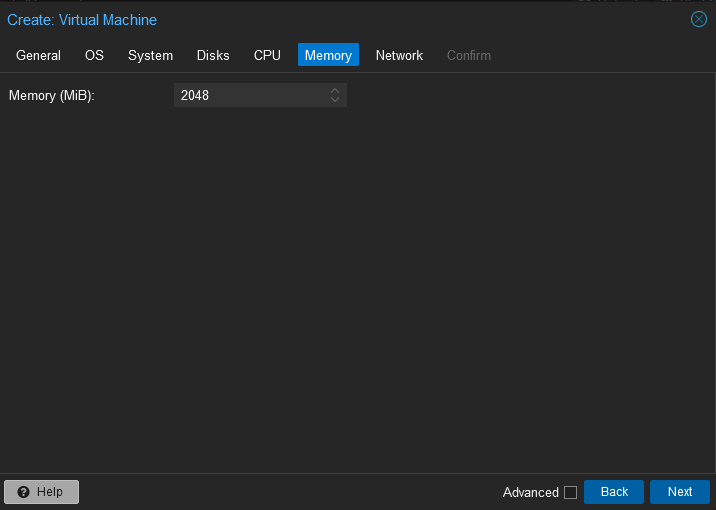 Create: Virtual Machine
General OS System Disks CPU Memory Network Confirm
Memory (MiB): 2048
Help Advanced Back Next